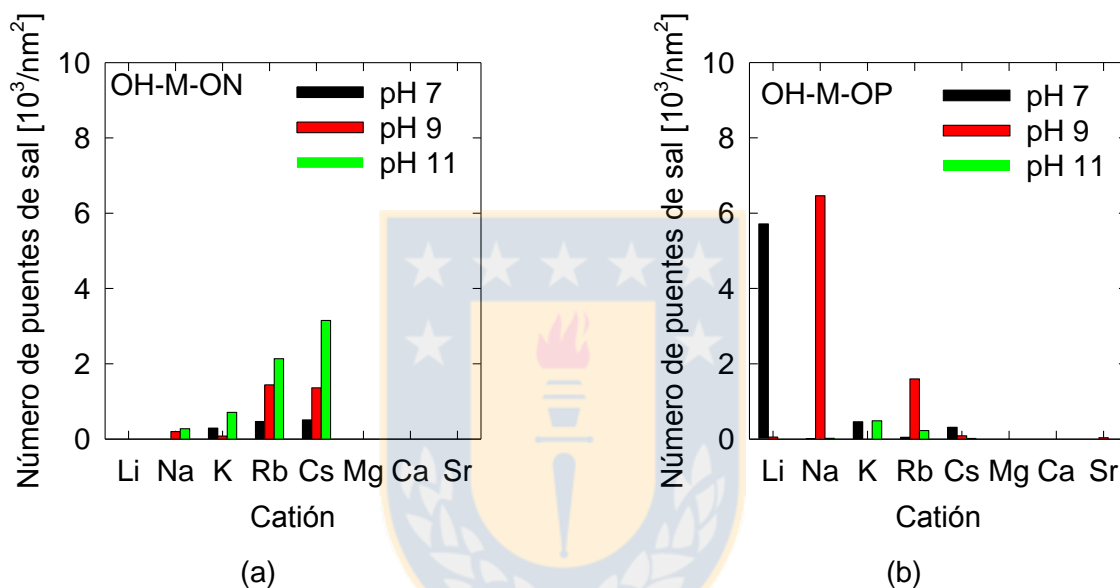 Número de puentes de sal [10³/nm²]
10
8
6
4
2
0
OH-M-ON
pH 7
pH 9
pH 11
Li Na K Rb Cs Mg Ca Sr
Catión
(a)
Número de puentes de sal [10³/nm²]
10
8
6
4
2
0
OH-M-OP
pH 7
pH 9
pH 11
Li Na K Rb Cs Mg Ca Sr
Catión
(b)